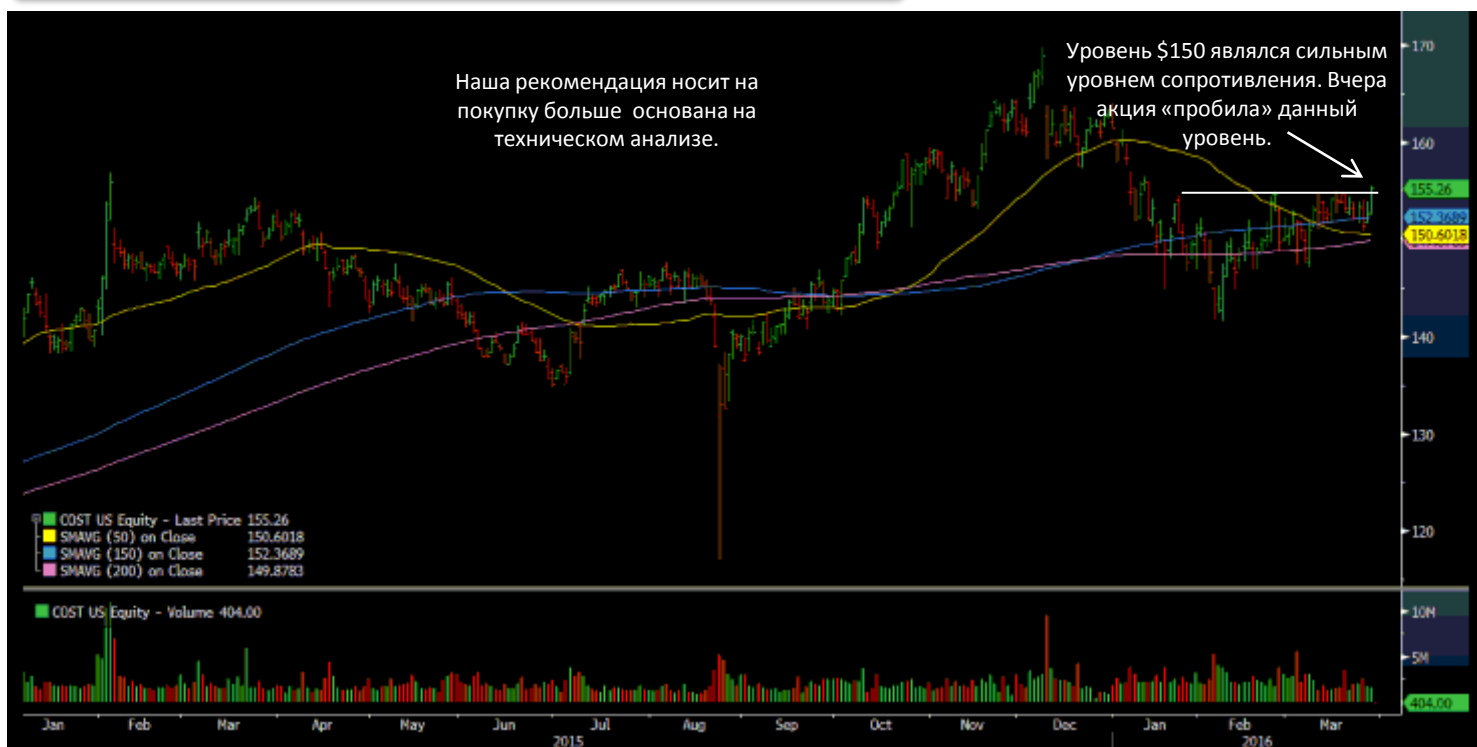 Наша рекомендация носит на
покупку больше основана на
техническом анализе.
Уровень $150 являлся сильным
уровнем сопротивления. Вчера
акция «пробила» данный
уровень.
170
160
155.26
152.3689
150.6018
140
130
120
COST US Equity - Last Price 155.26
SMAVG (50) on Close 150.6018
SMAVG (150) on Close 152.3689
SMAVG (200) on Close 149.8783
COST US Equity - Volume 404.00
10M
5M
404.00
Jan Feb Mar Apr May Jun Jul Aug Sep Oct Nov Dec Jan Feb Mar
2015 2016